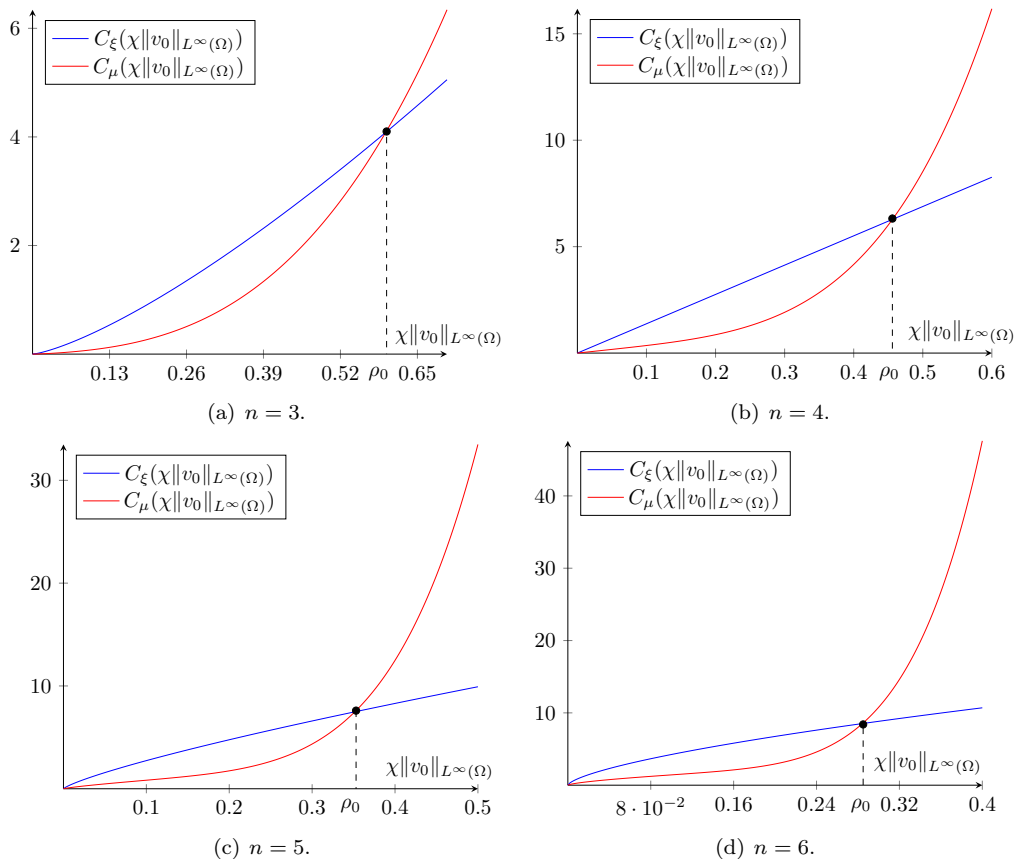 C_ξ(χ∥v_0∥_{L^∞(Ω)})
C_μ(χ∥v_0∥_{L^∞(Ω)})
6
4
2
χ∥v_0∥_{L^∞(Ω)}
0.13 0.26 0.39 0.52 ρ_0 0.65
(a) n = 3.
C_ξ(χ∥v_0∥_{L^∞(Ω)})
C_μ(χ∥v_0∥_{L^∞(Ω)})
15
10
5
χ∥v_0∥_{L^∞(Ω)}
0.1 0.2 0.3 0.4 ρ_0 0.5 0.6
(b) n = 4.
C_ξ(χ∥v_0∥_{L^∞(Ω)})
C_μ(χ∥v_0∥_{L^∞(Ω)})
30
20
10
χ∥v_0∥_{L^∞(Ω)}
0.1 0.2 0.3 ρ_0 0.4 0.5
(c) n = 5.
C_ξ(χ∥v_0∥_{L^∞(Ω)})
C_μ(χ∥v_0∥_{L^∞(Ω)})
40
30
20
10
χ∥v_0∥_{L^∞(Ω)}
8 · 10^{−2} 0.16 0.24 ρ_0 0.32 0.4
(d) n = 6.